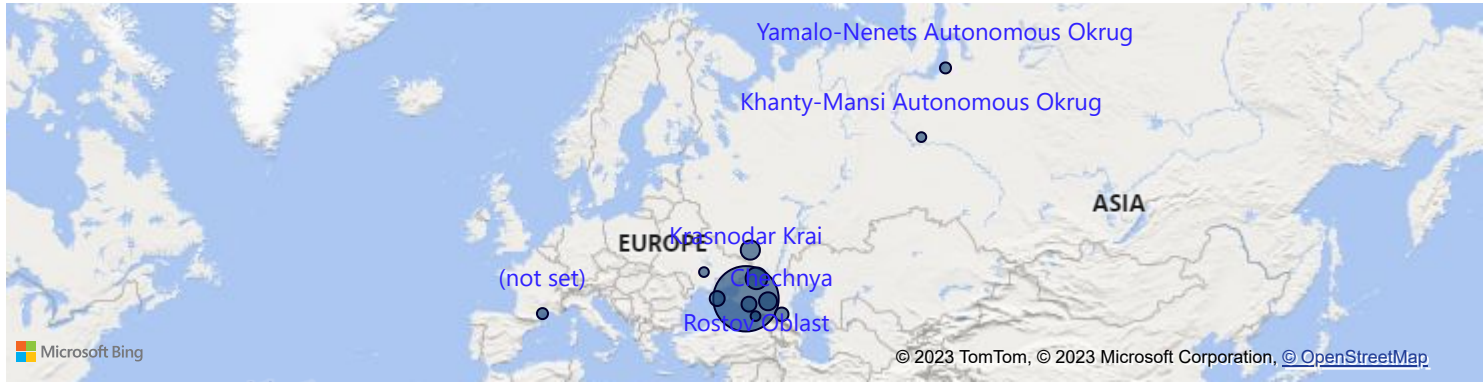 Yamalo-Nenets Autonomous Okrug
Khanty-Mansi Autonomous Okrug
ASIA
EUROPE
Krasnodar Krai
(not set)
Chechnya
Rostov Oblast
Microsoft Bing
© 2023 TomTom, © 2023 Microsoft Corporation, © OpenStreetMap